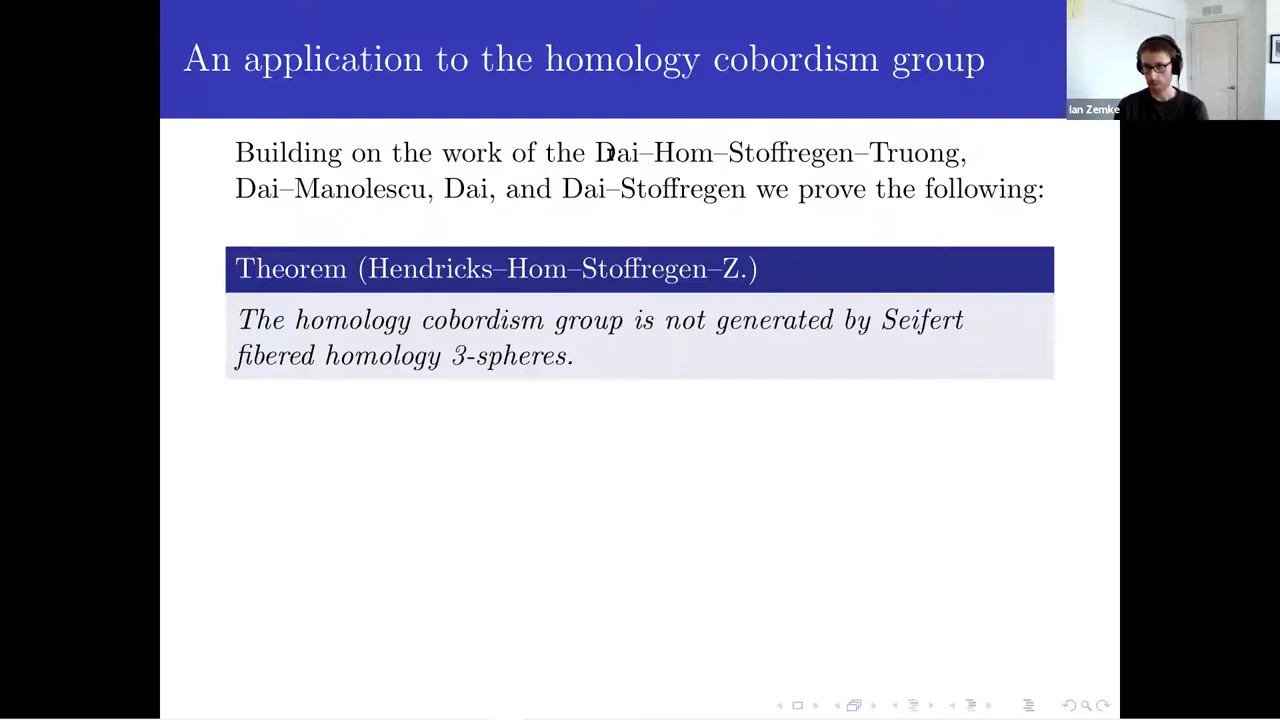 An application to the homology cobordism group
Ian Zemke
Building on the work of the Dai–Hom–Stoffregen–Truong,
Dai–Manolescu, Dai, and Dai–Stoffregen we prove the following:
Theorem (Hendricks–Hom–Stoffregen–Z.)
The homology cobordism group is not generated by Seifert
fibered homology 3-spheres.